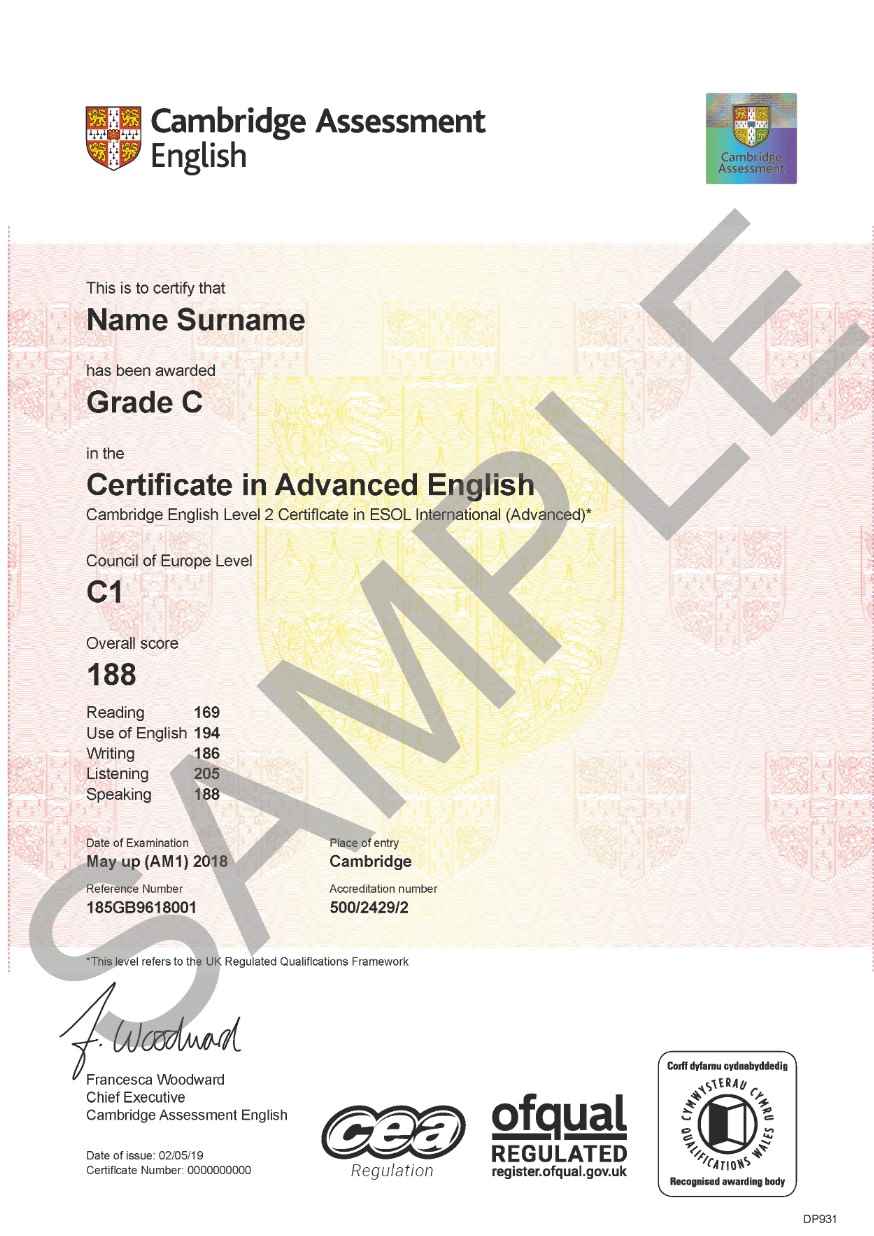 Cambridge Assessment
English
Cambridge
Assessment
This is to certify that
Name Surname
has been awarded
Grade C
in the
Certificate in Advanced English
Cambridge English Level 2 Certificate in ESOL International (Advanced)*
Council of Europe Level
C1
Overall score
188
Reading 169
Use of English 194
Writing 186
Listening 205
Speaking 188
Date of Examination Place of entry
May up (AM1) 2018 Cambridge
Reference Number Accreditation number
185GB9618001 500/2429/2
*This level refers to the UK Regulated Qualifications Framework
SAMPLE
F. Woodward
Francesca Woodward
Chief Executive
Cambridge Assessment English
Date of issue: 02/05/19
Certificate Number: 0000000000
cea
Regulation
ofqual
REGULATED
register.ofqual.gov.uk
Corff dyfarnu cydnabyddedig
CYMWYSTERAU CYMRU
QUALIFICATIONS WALES
Recognised awarding body
DP931